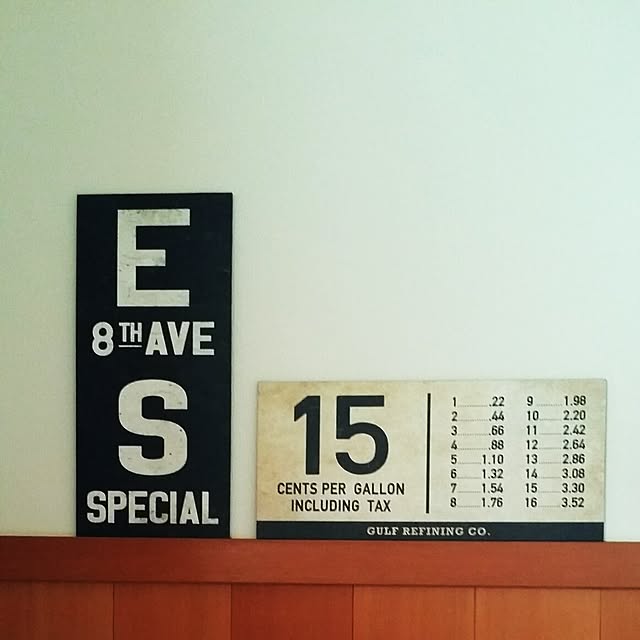 E
8TH AVE
S
SPECIAL
15
CENTS PER GALLON
INCLUDING TAX
1 .22
2 .44
3 .66
4 .88
5 1.10
6 1.32
7 1.54
8 1.76
9 1.98
10 2.20
11 2.42
12 2.64
13 2.86
14 3.08
15 3.30
16 3.52
GULF REFINING CO.